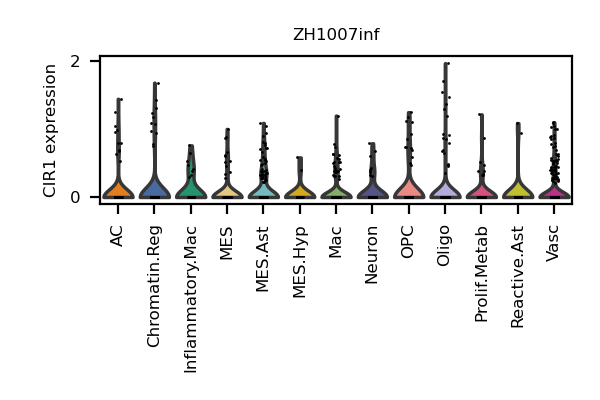 ZH1007inf
CIR1 expression
2
0
AC
Chromatin.Reg
Inflammatory.Mac
MES
MES.Ast
MES.Hyp
Mac
Neuron
OPC
Oligo
Prolif.Metab
Reactive.Ast
Vasc